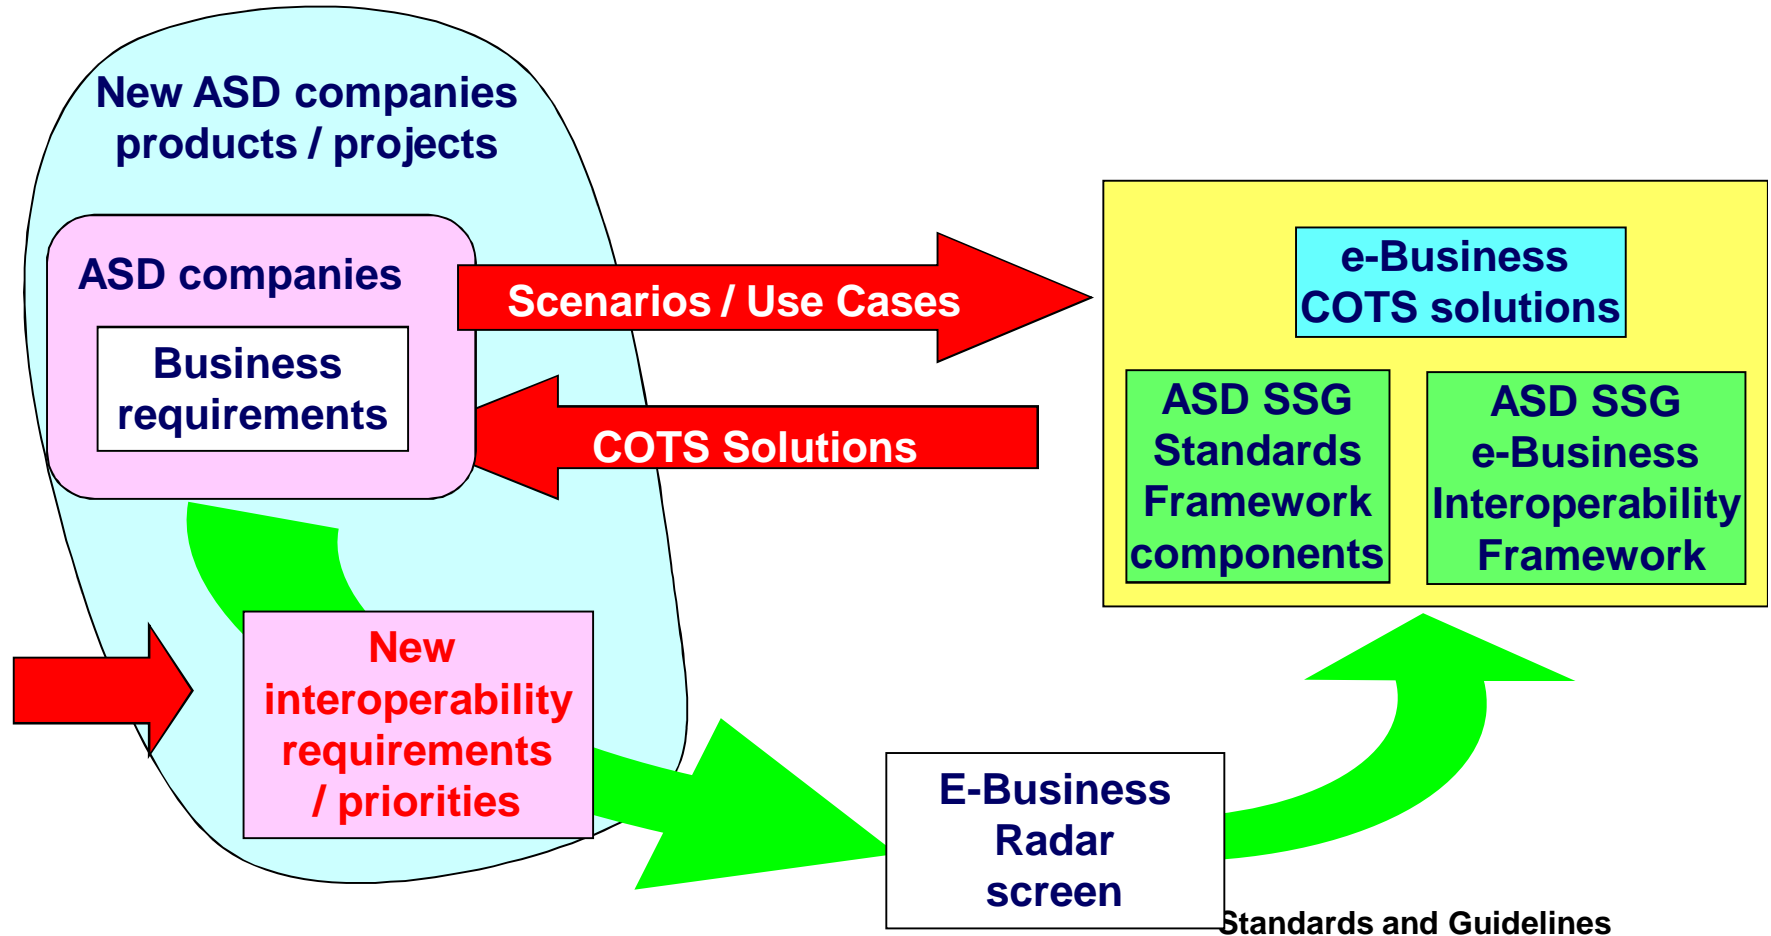 New ASD companies
products / projects
ASD companies
Business
requirements
Scenarios / Use Cases
COTS Solutions
e-Business
COTS solutions
ASD SSG
Standards
Framework
components
ASD SSG
e-Business
Interoperability
Framework
New
interoperability
requirements
/ priorities
E-Business
Radar
screen
Standards and Guidelines